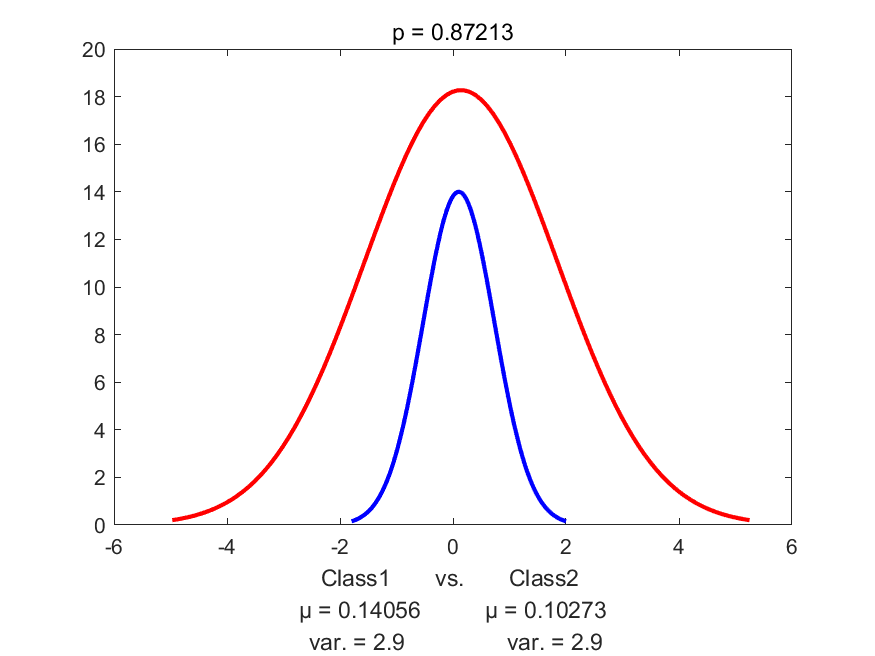 p = 0.87213
20
18
16
14
12
10
8
6
4
2
0
-6 -4 -2 0 2 4 6
Class1 vs. Class2
μ = 0.14056 μ = 0.10273
var. = 2.9 var. = 2.9